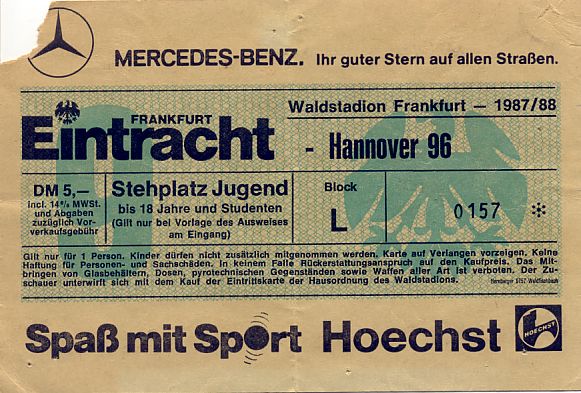 MERCEDES-BENZ. Ihr guter Stern auf allen Straßen.
Waldstadion Frankfurt — 1987/88
FRANKFURT
Eintracht - Hannover 96
DM 5,—
incl. 14% MWSt.
und Abgaben
zuzüglich Vor-
verkaufsgebühr
Stehplatz Jugend
bis 18 Jahre und Studenten
(Gilt nur bei Vorlage des Ausweises
am Eingang)
Block
L
0157 *
Gilt nur für 1 Person. Kinder dürfen nicht zusätzlich mitgenommen werden. Karte auf Verlangen vorzeigen. Keine
Haftung für Personen- und Sachschäden. In keinem Falle Rückerstattungsanspruch auf den Kaufpreis. Das Mit-
bringen von Glasbehältern, Dosen, pyrotechnischen Gegenständen sowie Waffen aller Art ist verboten. Der Zu-
schauer unterwirft sich mit dem Kauf der Eintrittskarte der Hausordnung des Waldstadions.
Spaß mit Sport Hoechst
HOECHST